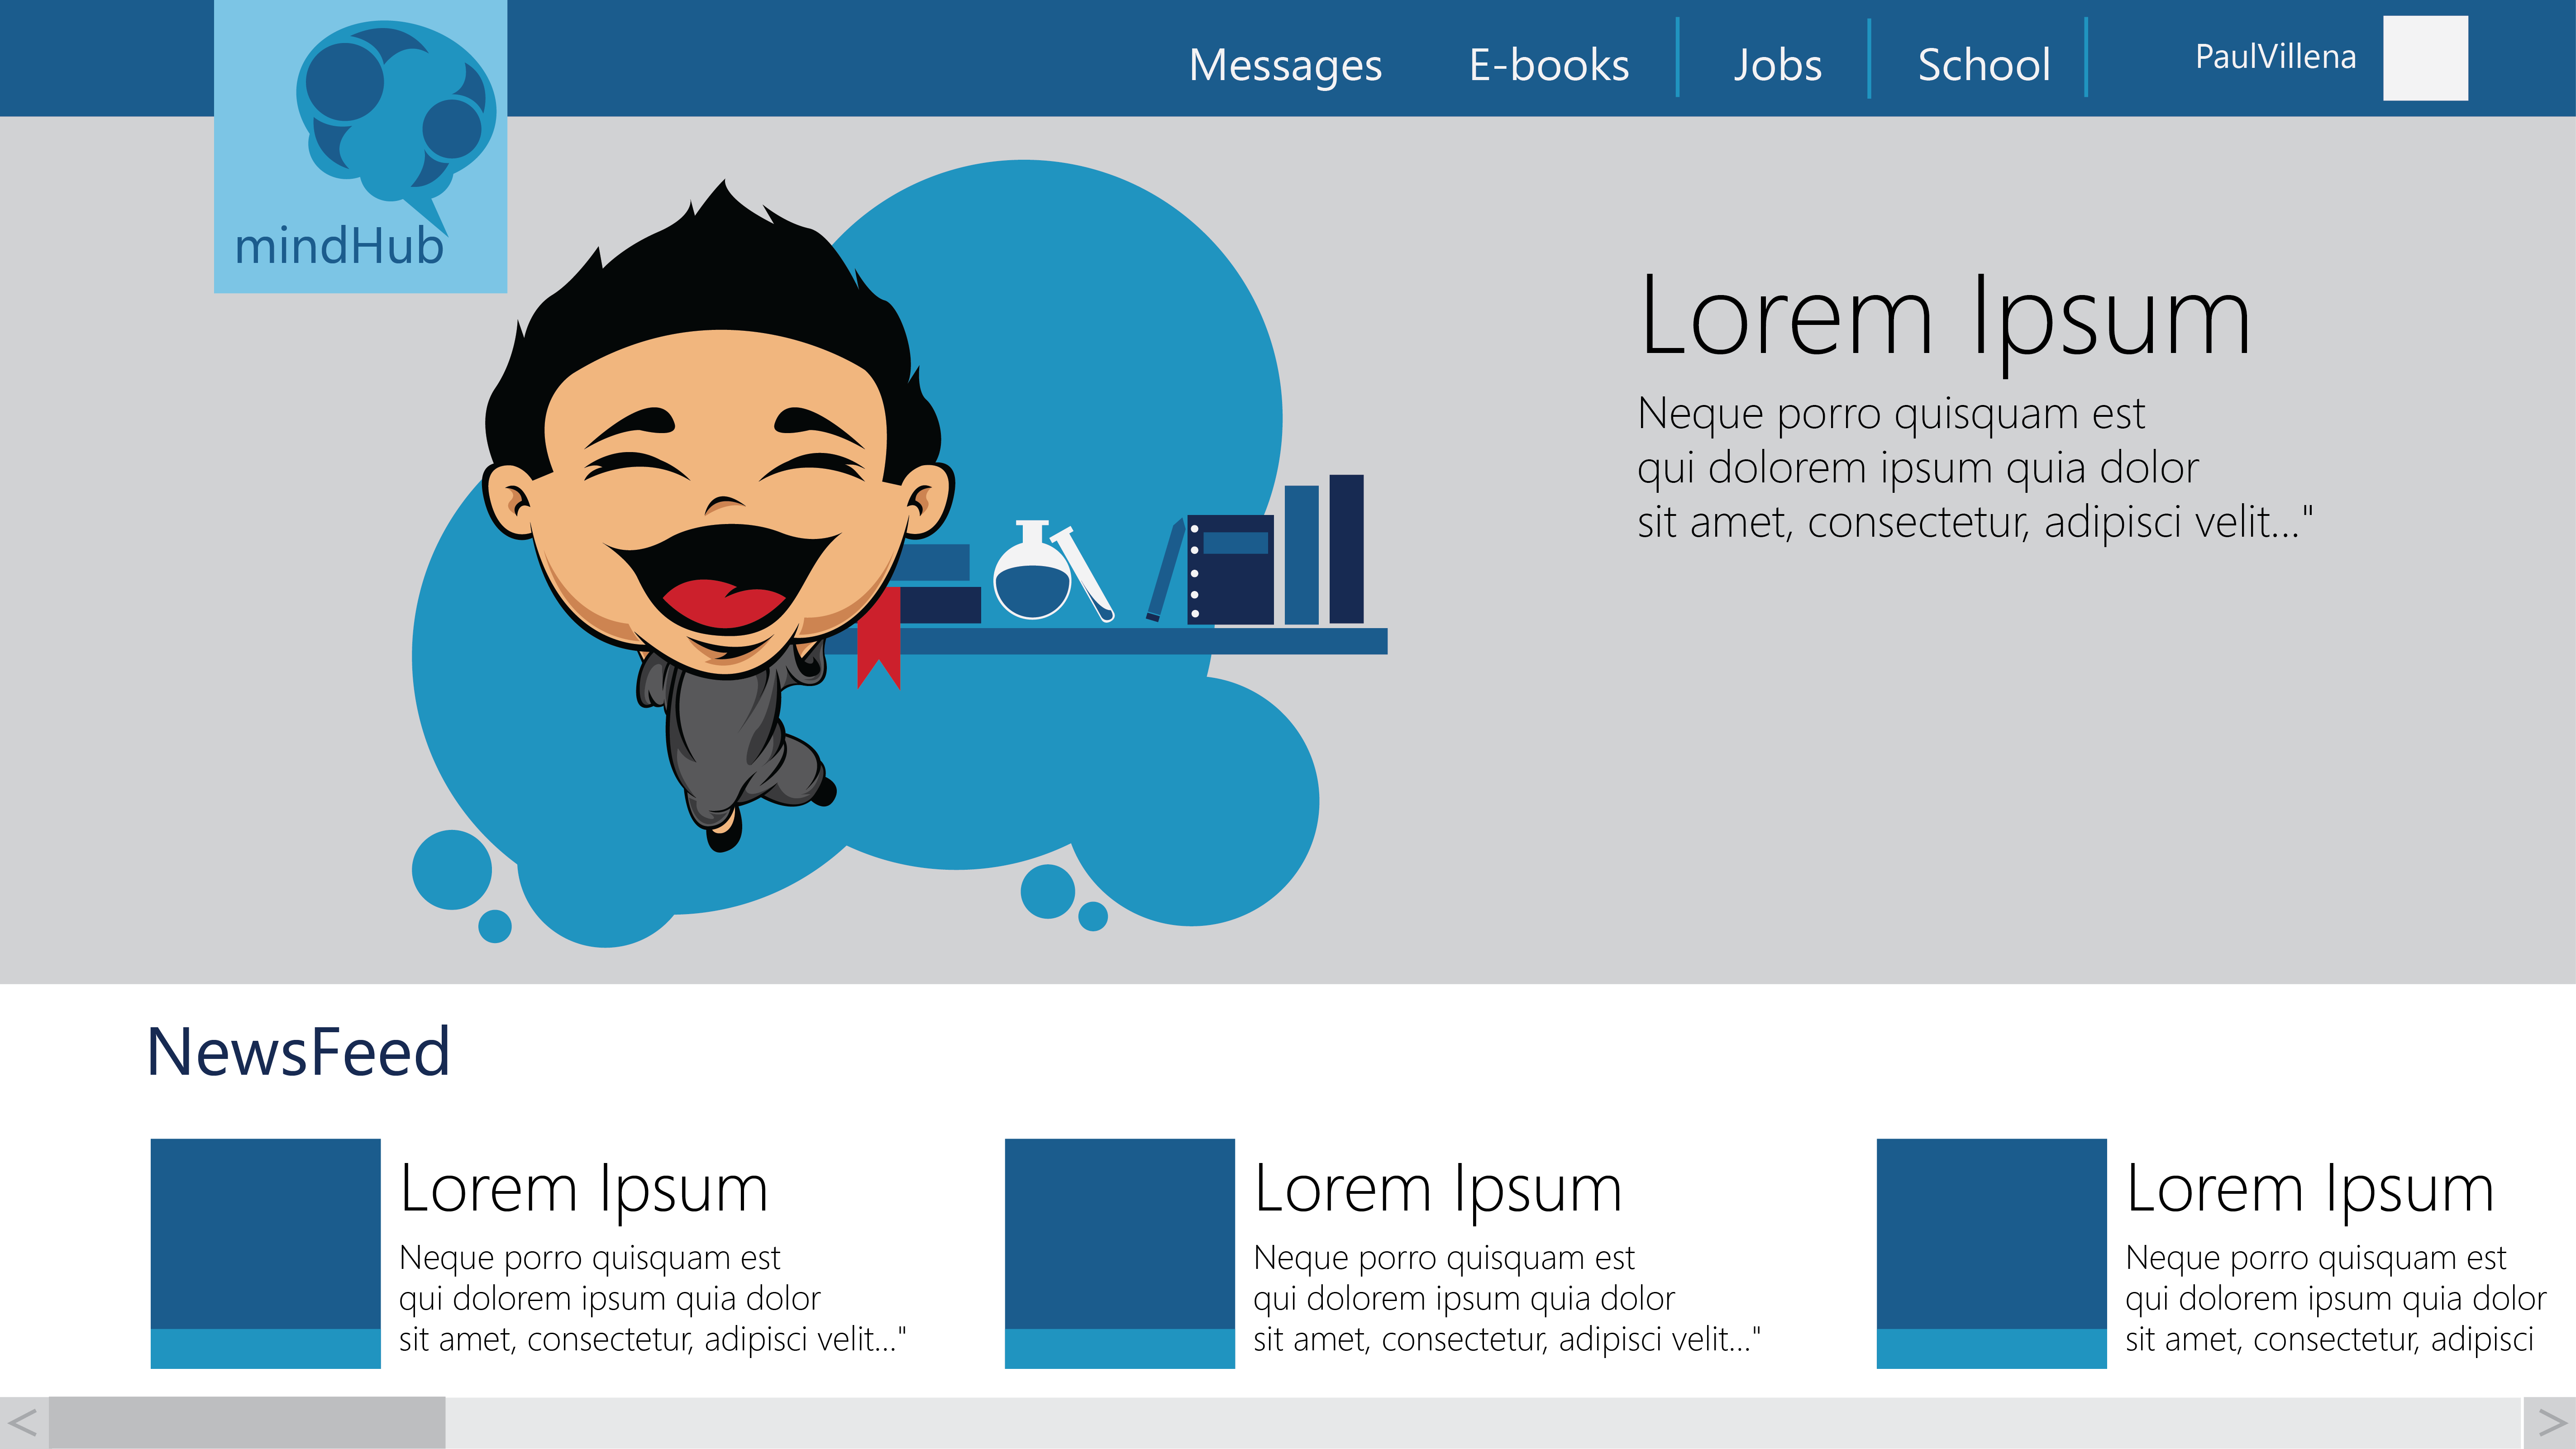 Messages E-books Jobs School PaulVillena
mindHub
Lorem Ipsum
Neque porro quisquam est
qui dolorem ipsum quia dolor
sit amet, consectetur, adipisci velit..."
NewsFeed
Lorem Ipsum
Neque porro quisquam est
qui dolorem ipsum quia dolor
sit amet, consectetur, adipisci velit..."
Lorem Ipsum
Neque porro quisquam est
qui dolorem ipsum quia dolor
sit amet, consectetur, adipisci velit..."
Lorem Ipsum
Neque porro quisquam est
qui dolorem ipsum quia dolor
sit amet, consectetur, adipisci